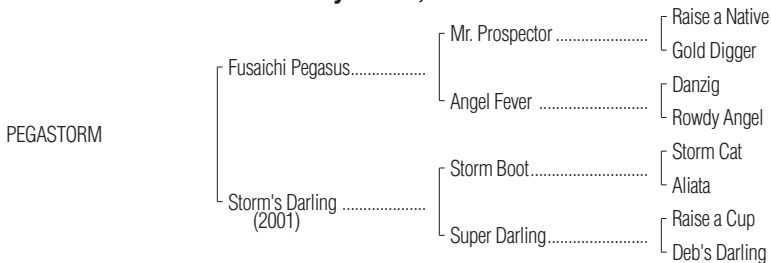 Raise a Native
Mr. Prospector ....................
Gold Digger
Fusaichi Pegasus.................
Danzig
Angel Fever .......................
Rowdy Angel
PEGASTORM
Storm Cat
Storm Boot.........................
Aliata
Storm's Darling ..................
(2001)
Raise a Cup
Super Darling.....................
Deb's Darling